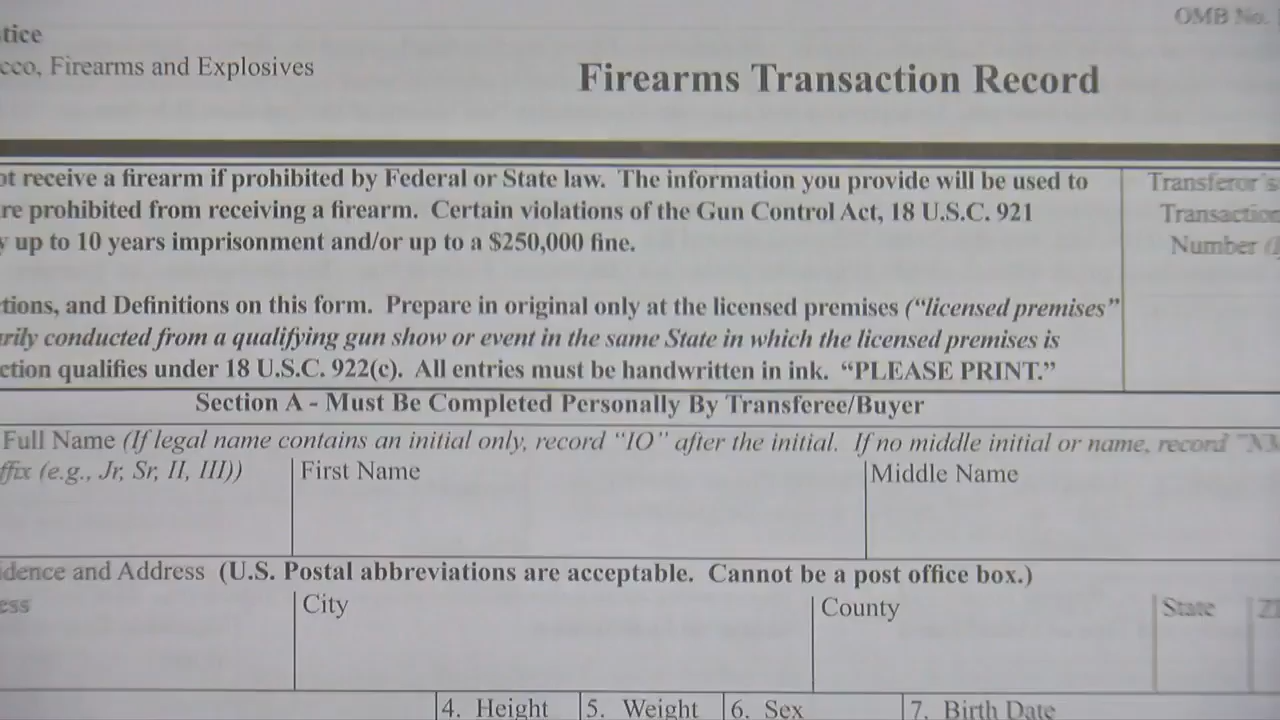 OMB No.
tice
cco, Firearms and Explosives
Firearms Transaction Record
ot receive a firearm if prohibited by Federal or State law. The information you provide will be used to
re prohibited from receiving a firearm. Certain violations of the Gun Control Act, 18 U.S.C. 921
y up to 10 years imprisonment and/or up to a $250,000 fine.
Transferor's
Transaction
Number
tions, and Definitions on this form. Prepare in original only at the licensed premises ("licensed premises"
rily conducted from a qualifying gun show or event in the same State in which the licensed premises is
ction qualifies under 18 U.S.C. 922(c). All entries must be handwritten in ink. "PLEASE PRINT."
Section A - Must Be Completed Personally By Transferee/Buyer
Full Name (If legal name contains an initial only, record "IO" after the initial. If no middle initial or name, record
ffix (e.g., Jr, Sr, II, III)) First Name Middle Name
idence and Address (U.S. Postal abbreviations are acceptable. Cannot be a post office box.)
ess City County State
4. Height 5. Weight 6. Sex 7. Birth Date